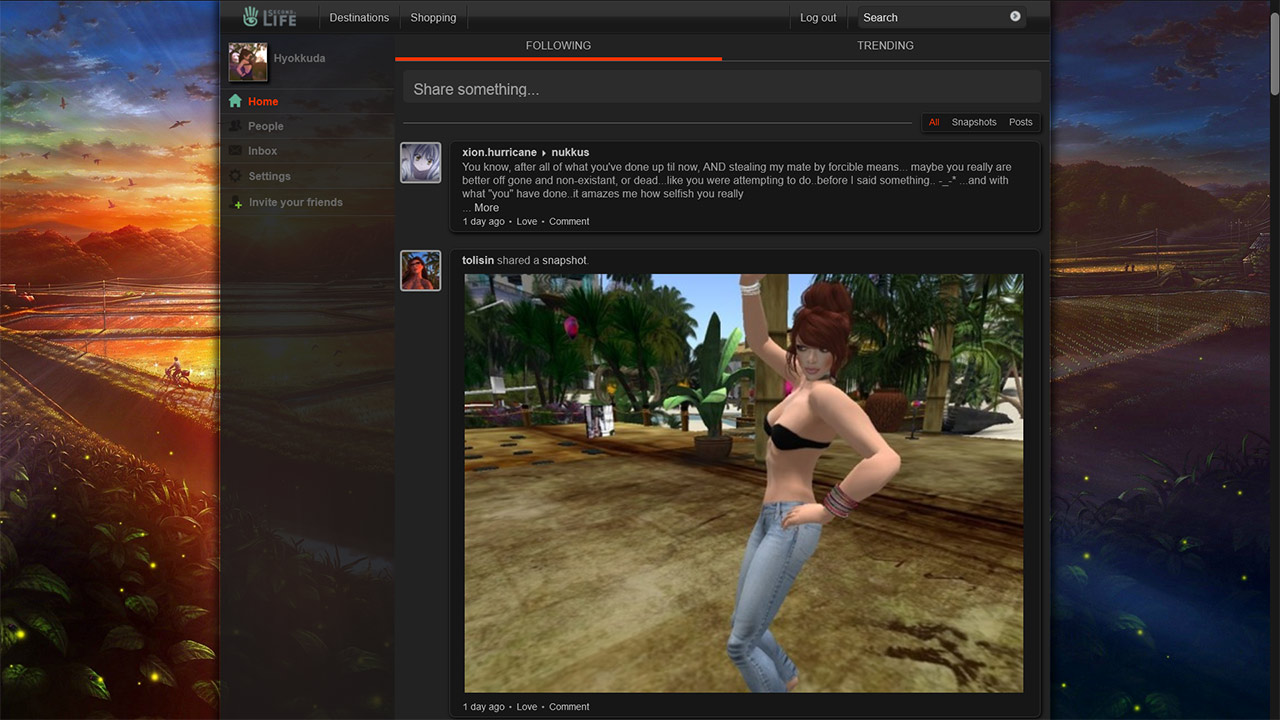 SECOND LIFE
Destinations
Shopping
Log out
Search
Hyokkuda
Home
People
Inbox
Settings
Invite your friends
FOLLOWING
TRENDING
Share something...
All
Snapshots
Posts
xion.hurricane ▸ nukkus
You know, after all of what you've done up til now, AND stealing my mate by forcible means... maybe you really are
better off gone and non-existant, or dead...like you were attempting to do..before I said something.. -_-* ...and with
what "you" have done..it amazes me how selfish you really
... More
1 day ago • Love • Comment
tolisin shared a snapshot.
1 day ago • Love • Comment